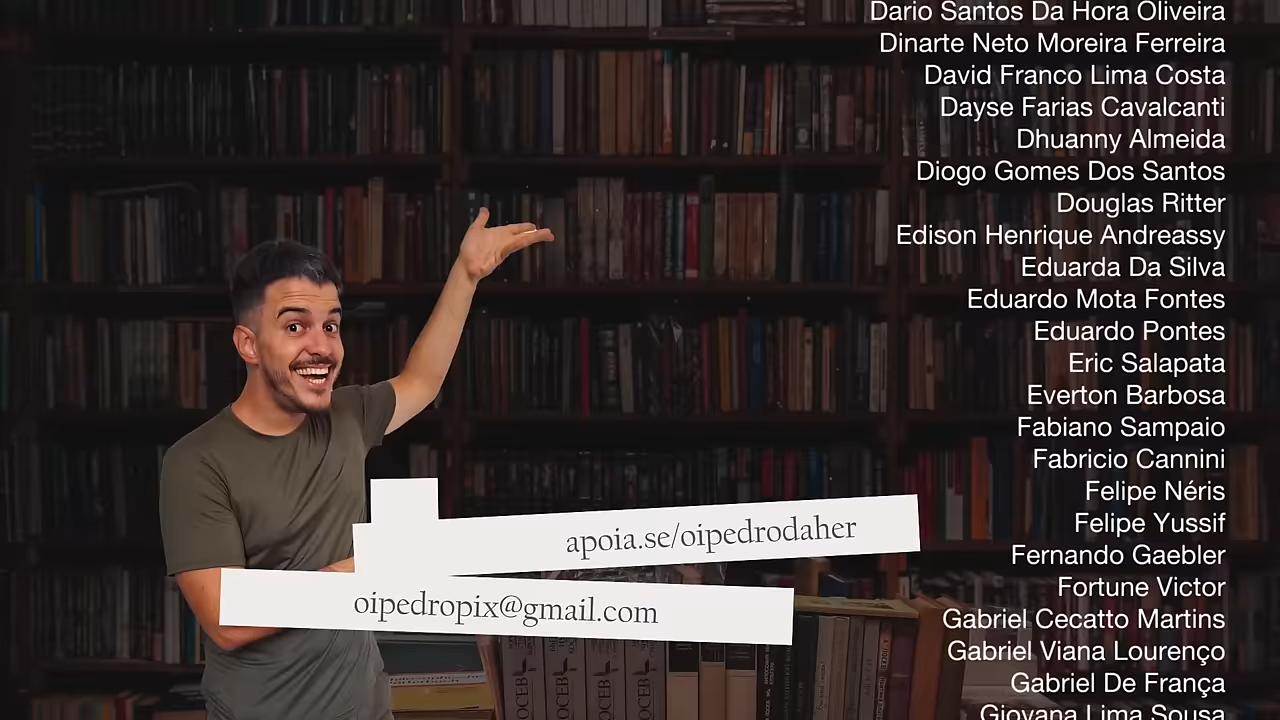 Dario Santos Da Hora Oliveira
Dinarte Neto Moreira Ferreira
David Franco Lima Costa
Dayse Farias Cavalcanti
Dhuanny Almeida
Diogo Gomes Dos Santos
Douglas Ritter
Edison Henrique Andreassy
Eduarda Da Silva
Eduardo Mota Fontes
Eduardo Pontes
Eric Salapata
Everton Barbosa
Fabiano Sampaio
Fabricio Cannini
Felipe Néris
Felipe Yussif
Fernando Gaebler
Fortune Victor
Gabriel Cecatto Martins
Gabriel Viana Lourenço
Gabriel De França
Giovana Lima Sousa
apoia.se/oipedrodaher
oipedropix@gmail.com